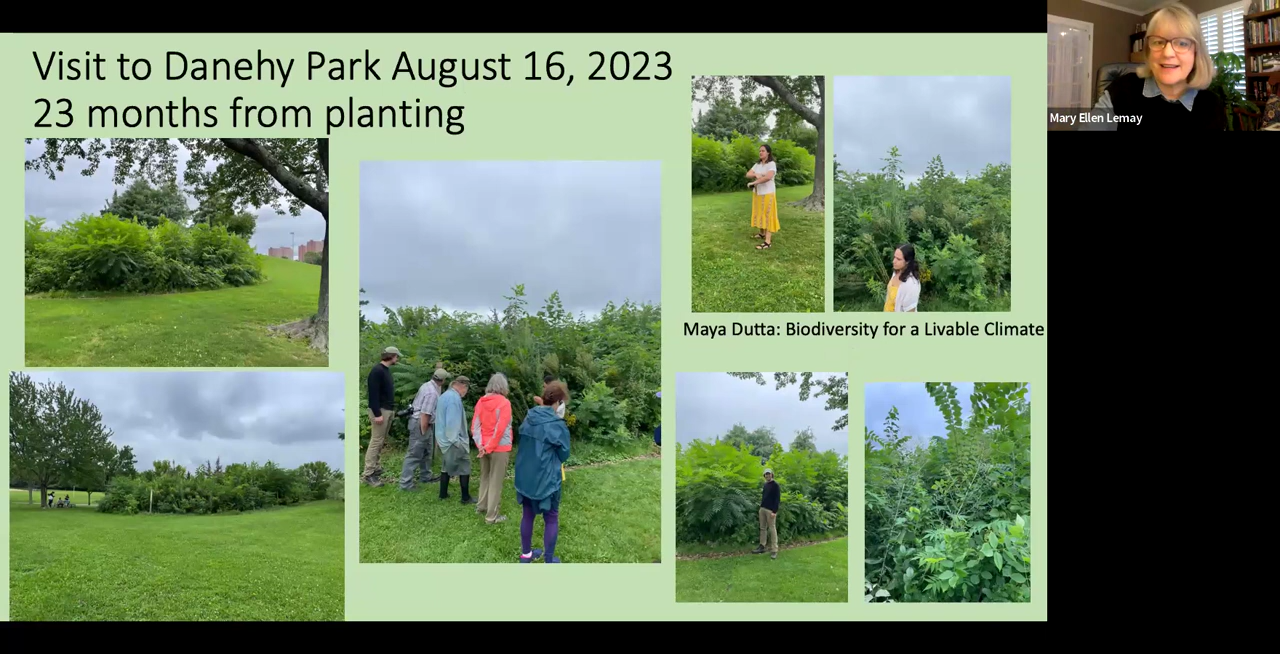 Visit to Danehy Park August 16, 2023
23 months from planting
Mary Ellen Lemay
Maya Dutta: Biodiversity for a Livable Climate